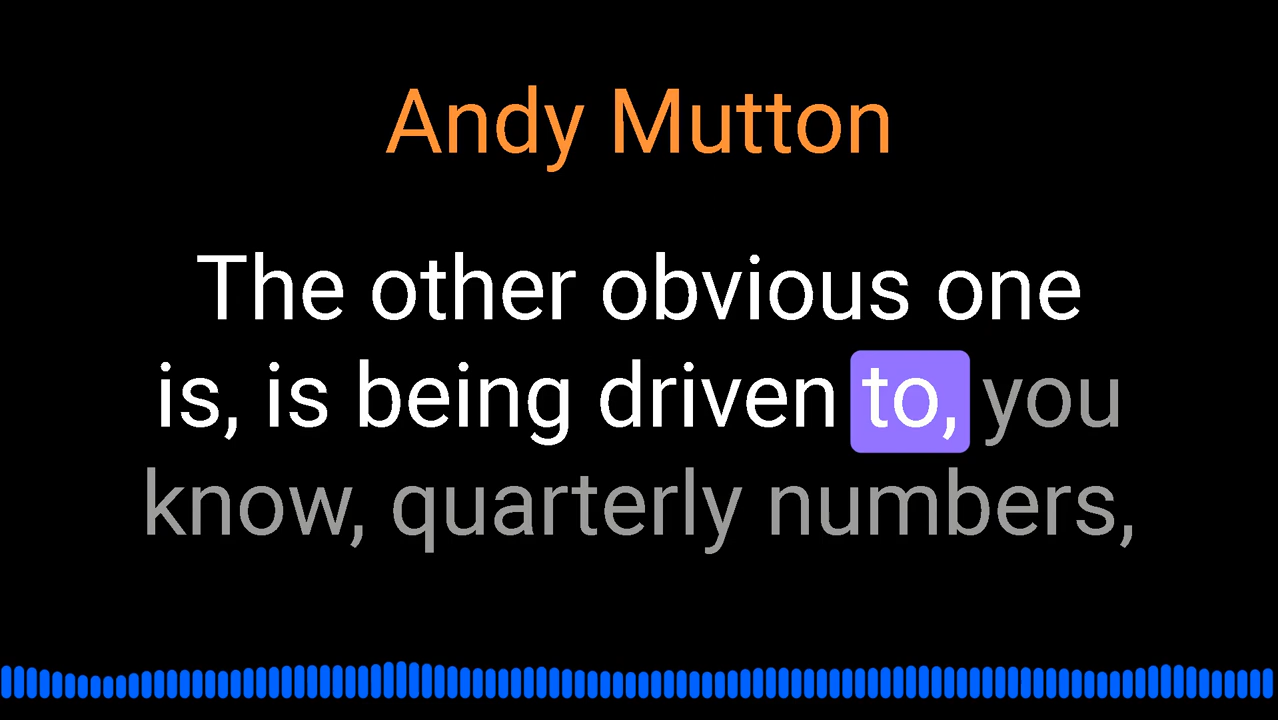 Andy Mutton
The other obvious one
is, is being driven to, you
know, quarterly numbers,